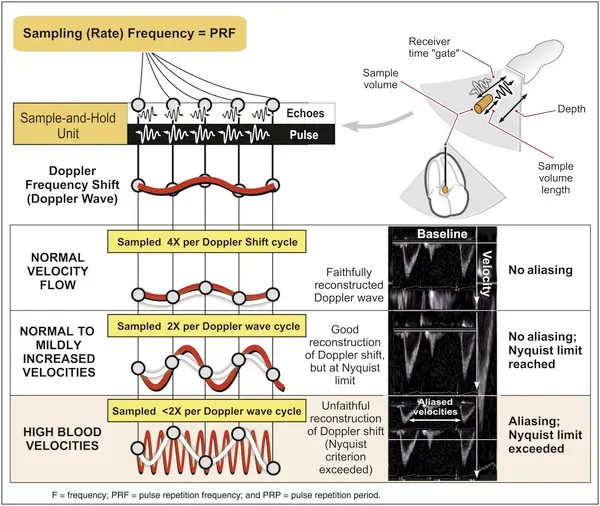 Sampling (Rate) Frequency = PRF
Receiver
time "gate"
Sample
volume
Depth
Sample
volume
length
Sample-and-Hold
Unit
Echoes
Pulse
Doppler
Frequency Shift
(Doppler Wave)
NORMAL
VELOCITY
FLOW
Sampled 4X per Doppler Shift cycle
Faithfully
reconstructed
Doppler wave
Baseline
Velocity
No aliasing
NORMAL TO
MILDLY
INCREASED
VELOCITIES
Sampled 2X per Doppler wave cycle
Good
reconstruction
of Doppler shift,
but at Nyquist
limit
No aliasing;
Nyquist limit
reached
HIGH BLOOD
VELOCITIES
Sampled <2X per Doppler wave cycle
Unfaithful
reconstruction
of Doppler shift
(Nyquist
criterion
exceeded)
Aliased
velocities
Aliasing;
Nyquist limit
exceeded
F = frequency; PRF = pulse repetition frequency; and PRP = pulse repetition period.